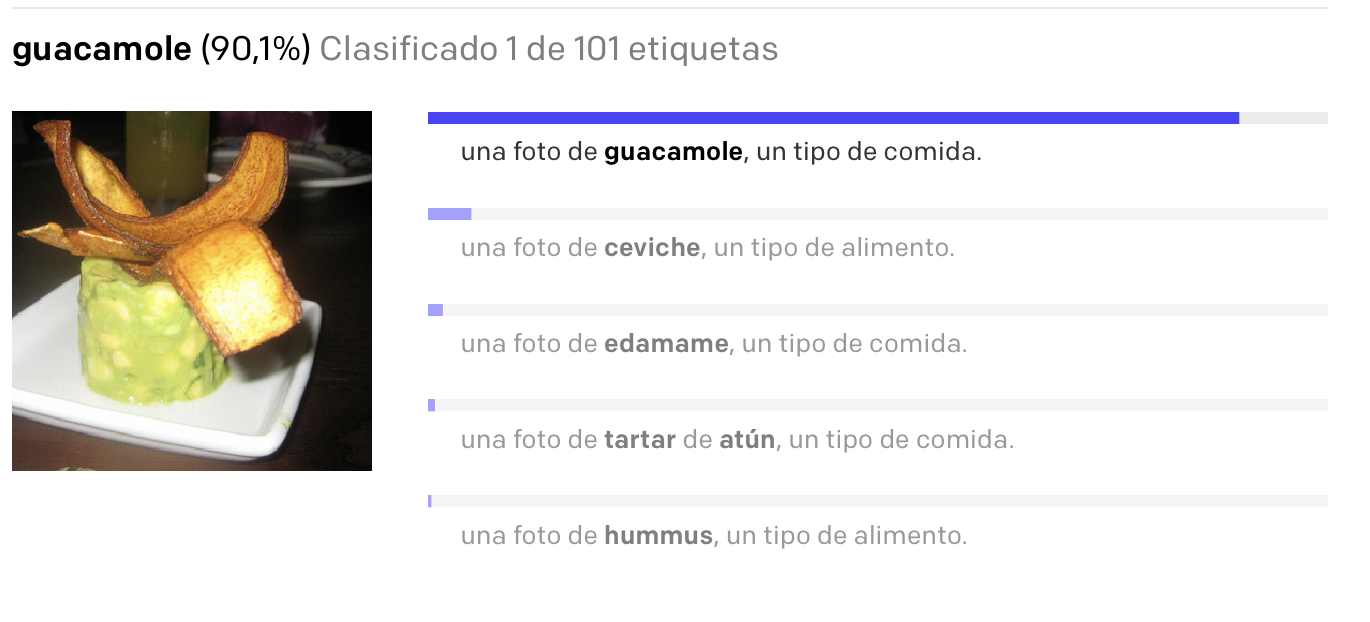 guacamole (90,1%) Clasificado 1 de 101 etiquetas
una foto de guacamole, un tipo de comida.
una foto de ceviche, un tipo de alimento.
una foto de edamame, un tipo de comida.
una foto de tartar de atún, un tipo de comida.
una foto de hummus, un tipo de alimento.